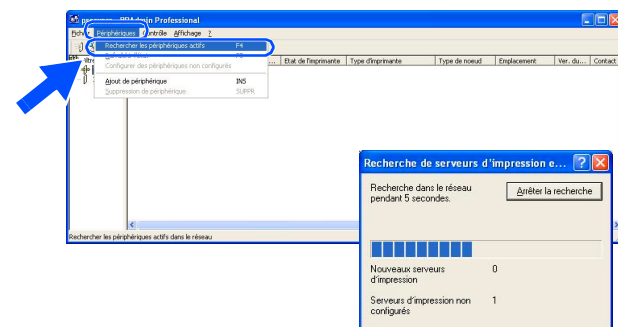 BRAdmin Professional
Fichier Périphériques Contrôle Affichage ?
Rechercher les périphériques actifs F4
Configurer des périphériques non configurés
Ajout de périphérique INS
Suppression de périphérique SUPPR
Etat de l'imprimante Type d'imprimante Type de noeud Emplacement Ver. du... Contact
Rechercher les périphériques actifs dans le réseau
Recherche de serveurs d'impression e...
Recherche dans le réseau
pendant 5 secondes.
Arrêter la recherche
Nouveaux serveurs
d'impression
0
Serveurs d'impression non
configurés
1